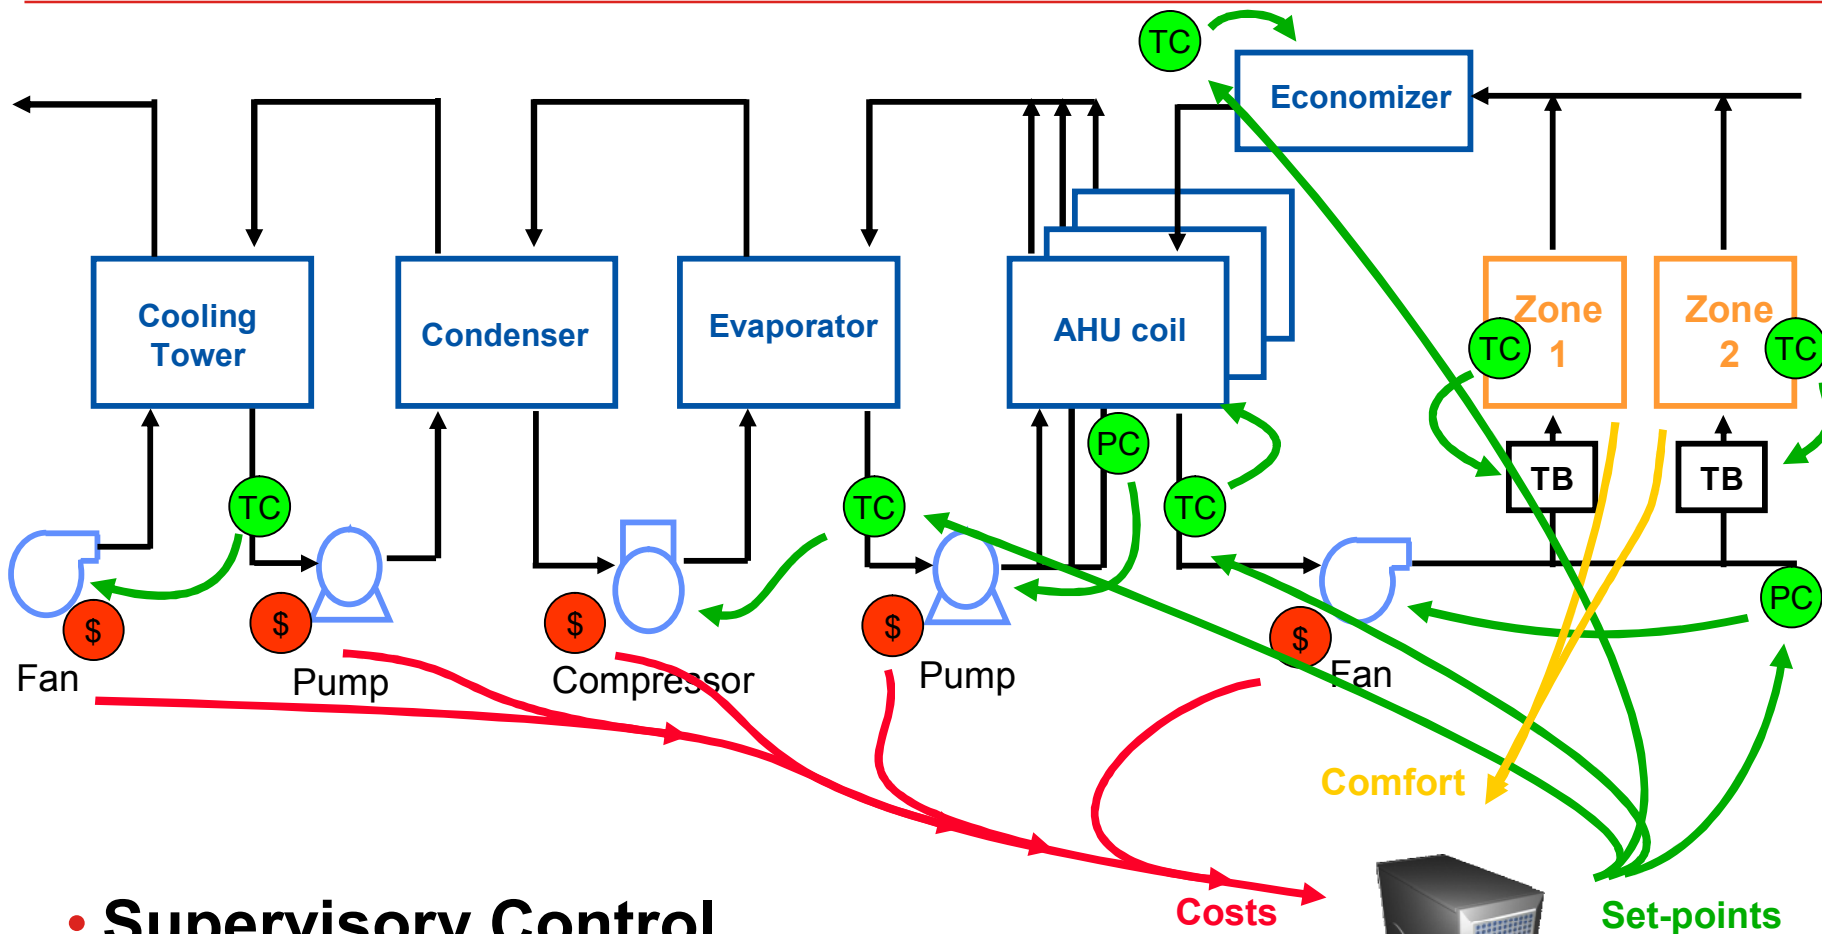 TC
Economizer
Cooling
Tower
Condenser
Evaporator
AHU coil
Zone
1
Zone
2
TC
TC
PC
TC
TC
TC
TB
TB
PC
$
$
$
$
$
Fan
Pump
Compressor
Pump
Fan
Comfort
• Supervisory Control
Costs
Set-points